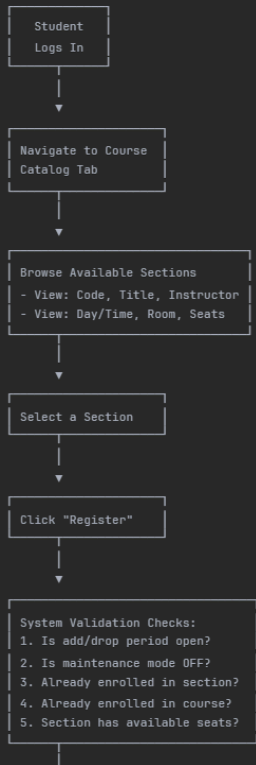 Student
Logs In
Navigate to Course
Catalog Tab
Browse Available Sections
- View: Code, Title, Instructor
- View: Day/Time, Room, Seats
Select a Section
Click "Register"
System Validation Checks:
1. Is add/drop period open?
2. Is maintenance mode OFF?
3. Already enrolled in section?
4. Already enrolled in course?
5. Section has available seats?